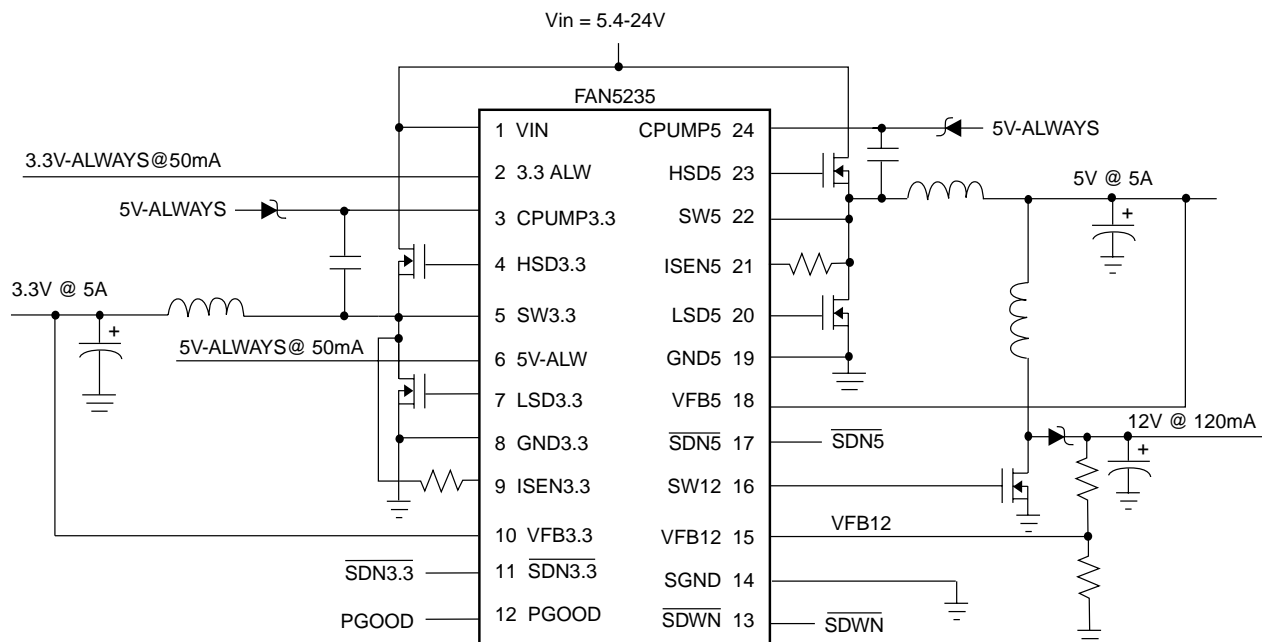 Vin = 5.4-24V
FAN5235
1 VIN
CPUMP5 24
5V-ALWAYS
3.3V-ALWAYS@50mA
2 3.3 ALW
HSD5 23
5V @ 5A
5V-ALWAYS
3 CPUMP3.3
SW5 22
+
4 HSD3.3
ISEN5 21
3.3V @ 5A
5 SW3.3
LSD5 20
+
5V-ALWAYS@ 50mA
6 5V-ALW
GND5 19
7 LSD3.3
VFB5 18
12V @ 120mA
8 GND3.3
SDN5 17
SDN5
+
9 ISEN3.3
SW12 16
10 VFB3.3
VFB12 15
VFB12
SDN3.3
11 SDN3.3
SGND 14
PGOOD
12 PGOOD
SDWN 13
SDWN